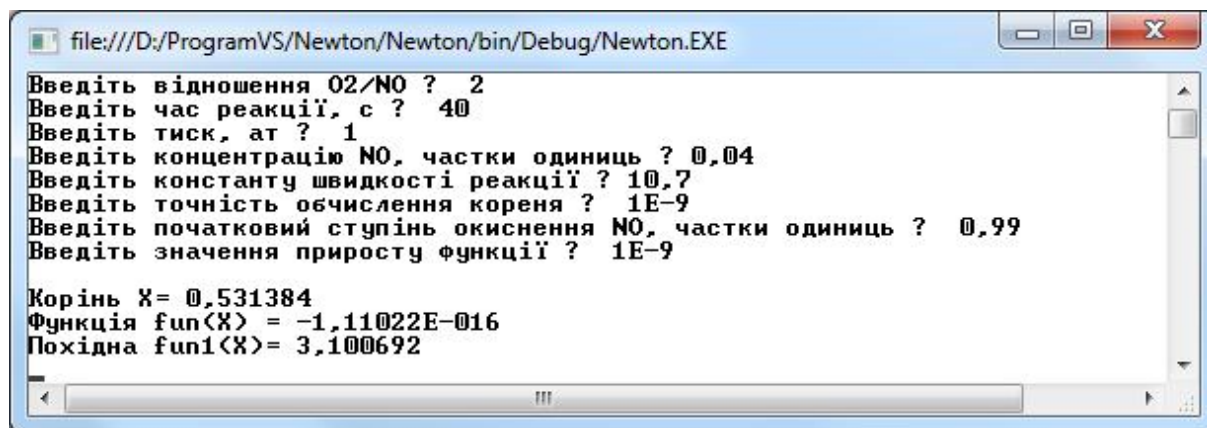 file:///D:/ProgramVS/Newton/Newton/bin/Debug/Newton.EXE
Введіть відношення O2/NO ?  2
Введіть час реакції, с ?  40
Введіть тиск, ат ?  1
Введіть концентрацію NO, частки одиниць ? 0,04
Введіть константу швидкості реакції ? 10,7
Введіть точність обчислення кореня ?  1E-9
Введіть початковий ступінь окиснення NO, частки одиниць ?  0,99
Введіть значення приросту функції ?  1E-9
Корінь X= 0,531384
Функція fun(X) = -1,11022E-016
Похідна fun1(X)= 3,100692